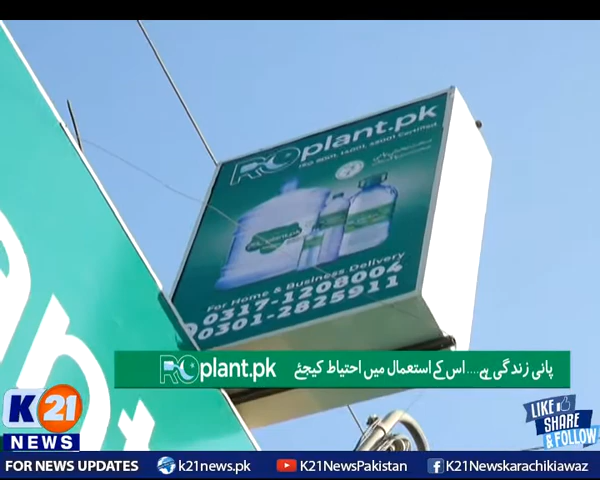 ROplant.pk
ISO 9001, 14001, 45001 Certified
For Home & Business Delivery
0317-1208004
0301-2825911
ROplant.pk پانی زندگی ہے.... اس کے استعمال میں احتیاط کیجئے
K21
NEWS
LIKE
SHARE
& FOLLOW
FOR NEWS UPDATES k21news.pk K21NewsPakistan K21Newskarachikiawaz